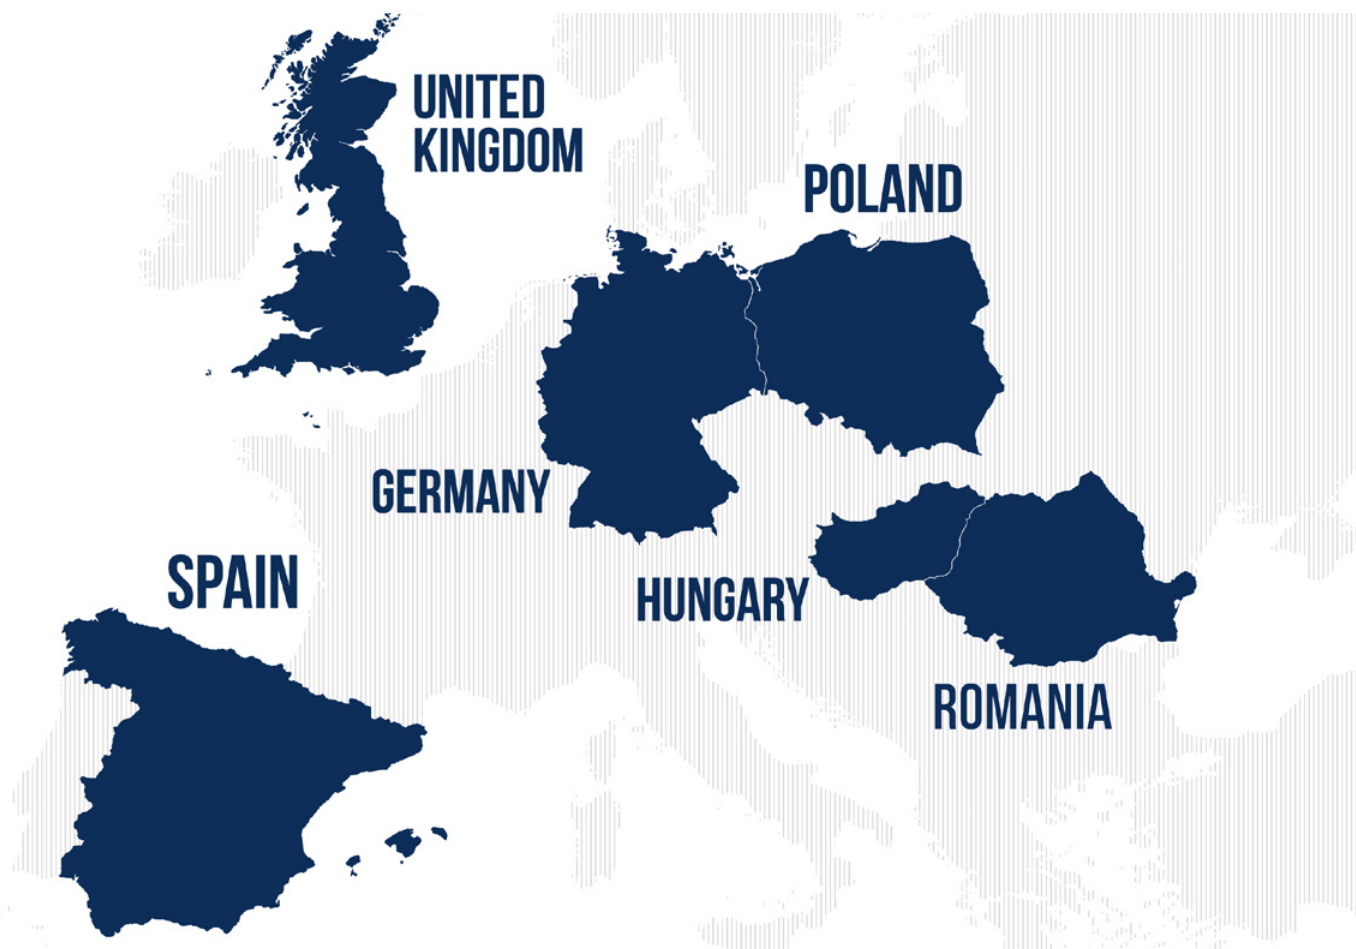 UNITED
KINGDOM
POLAND
GERMANY
SPAIN
HUNGARY
ROMANIA